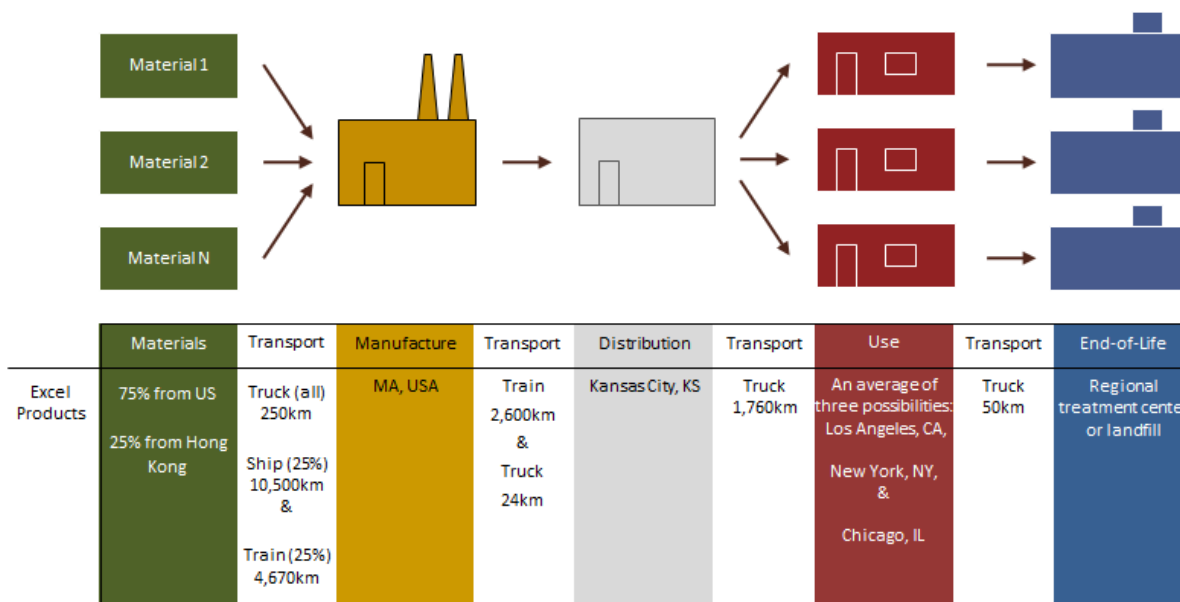 Material 1
Material 2
Material N
Materials
Transport
Manufacture
Transport
Distribution
Transport
Use
Transport
End-of-Life
Excel
Products
75% from US
25% from Hong
Kong
Truck (all)
250km
Ship (25%)
10,500km
&
Train (25%)
4,670km
MA, USA
Train
2,600km
&
Truck
24km
Kansas City, KS
Truck
1,760km
An average of
three possibilities:
Los Angeles, CA,
New York, NY,
&
Chicago, IL
Truck
50km
Regional
treatment cente
or landfill